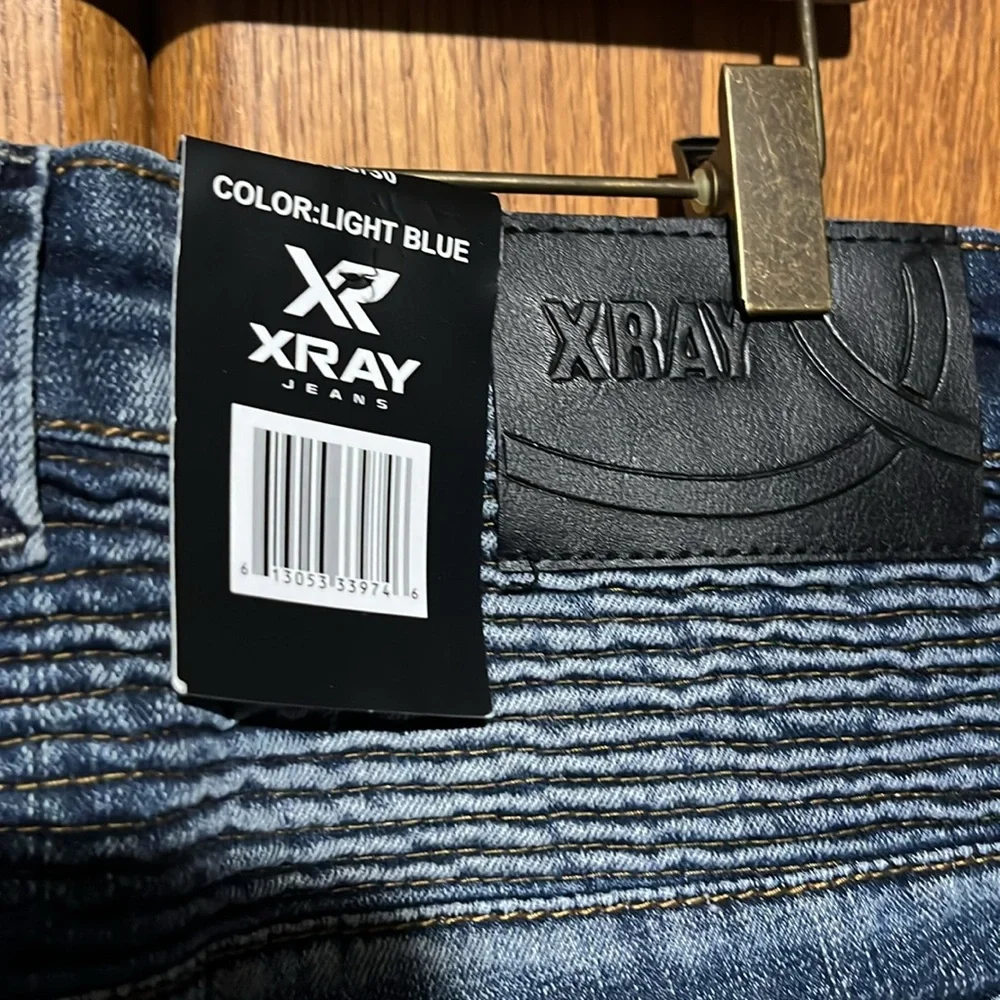 COLOR:LIGHT BLUE
XR
XRAY
JEANS
6 13053 33974 6
XRAY